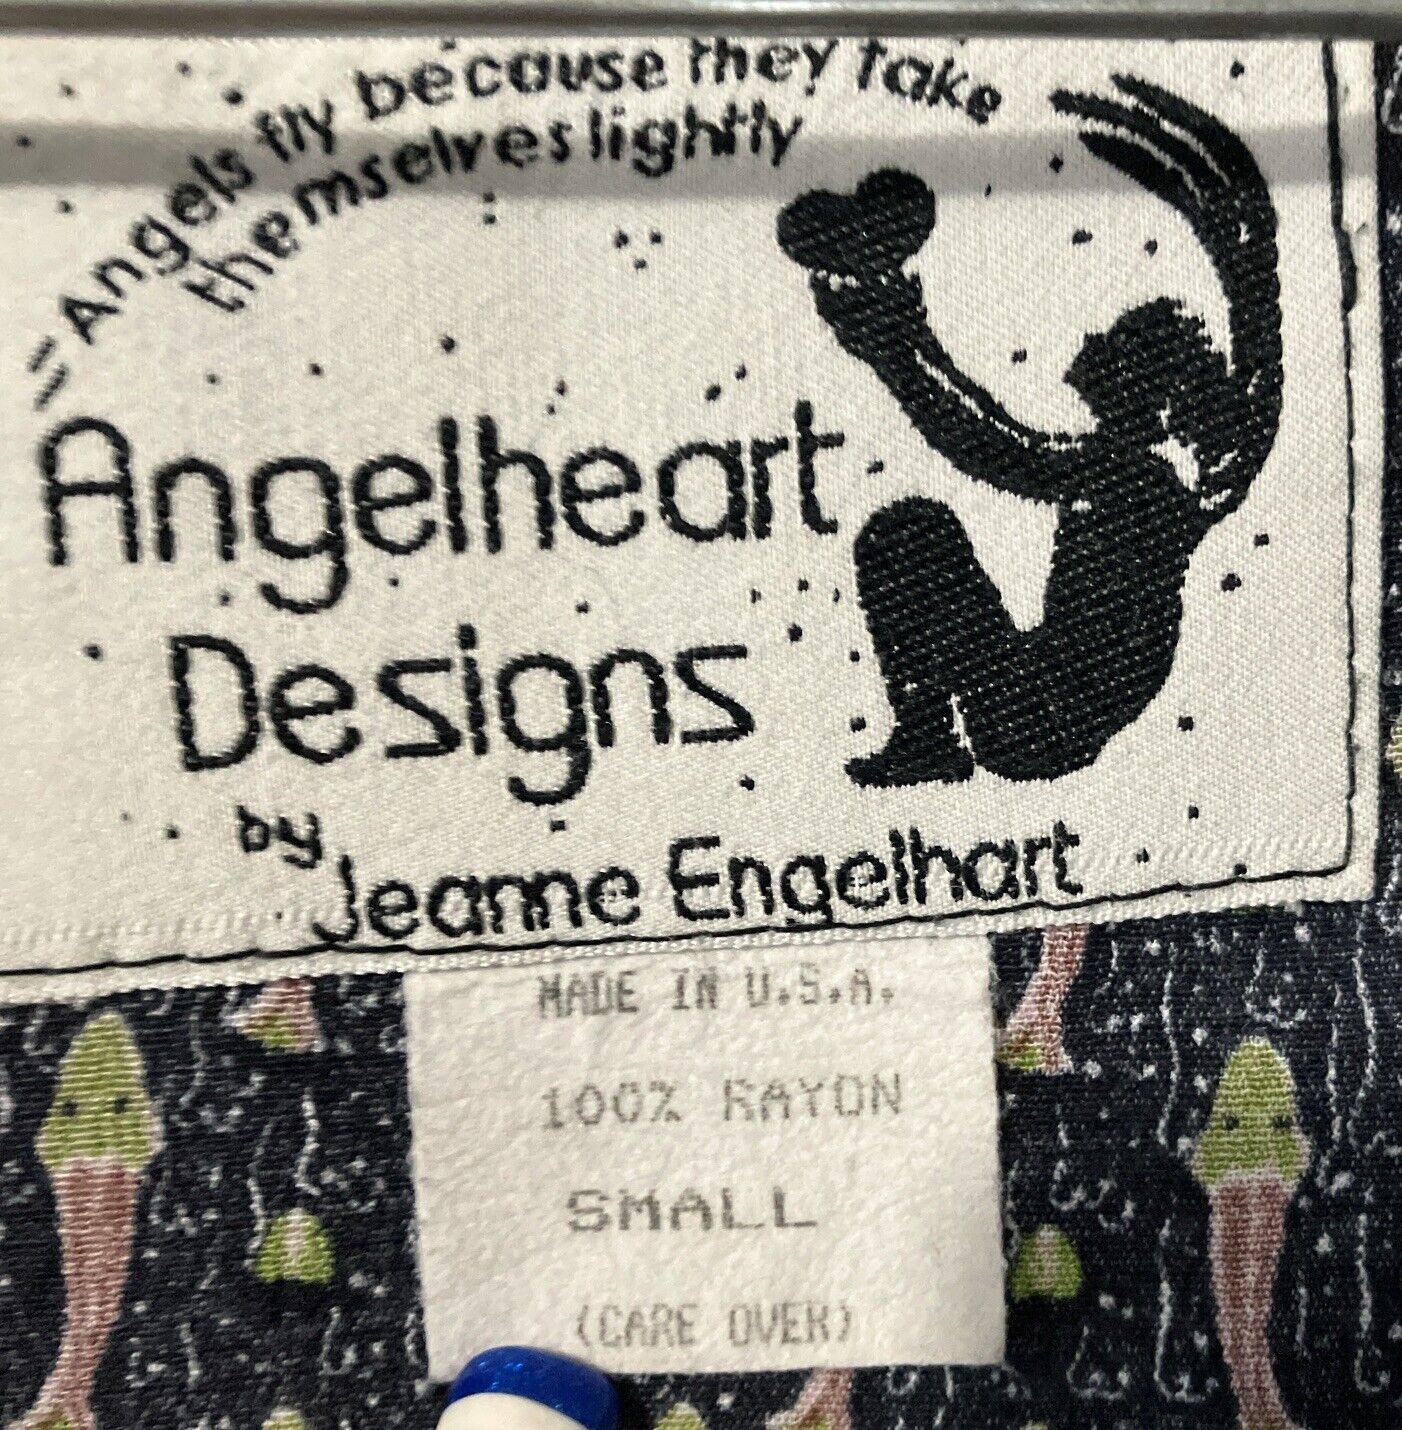 Angels fly because they take
themselves lightly
Angelheart
Designs
by
Jeanne Engelhart
MADE IN U.S.A.
100% RAYON
SMALL
(CARE OVER)